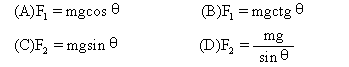 (A)F₁ = mgcos θ (B)F₁ = mgctg θ
(C)F₂ = mgsin θ (D)F₂ = mg/sin θ